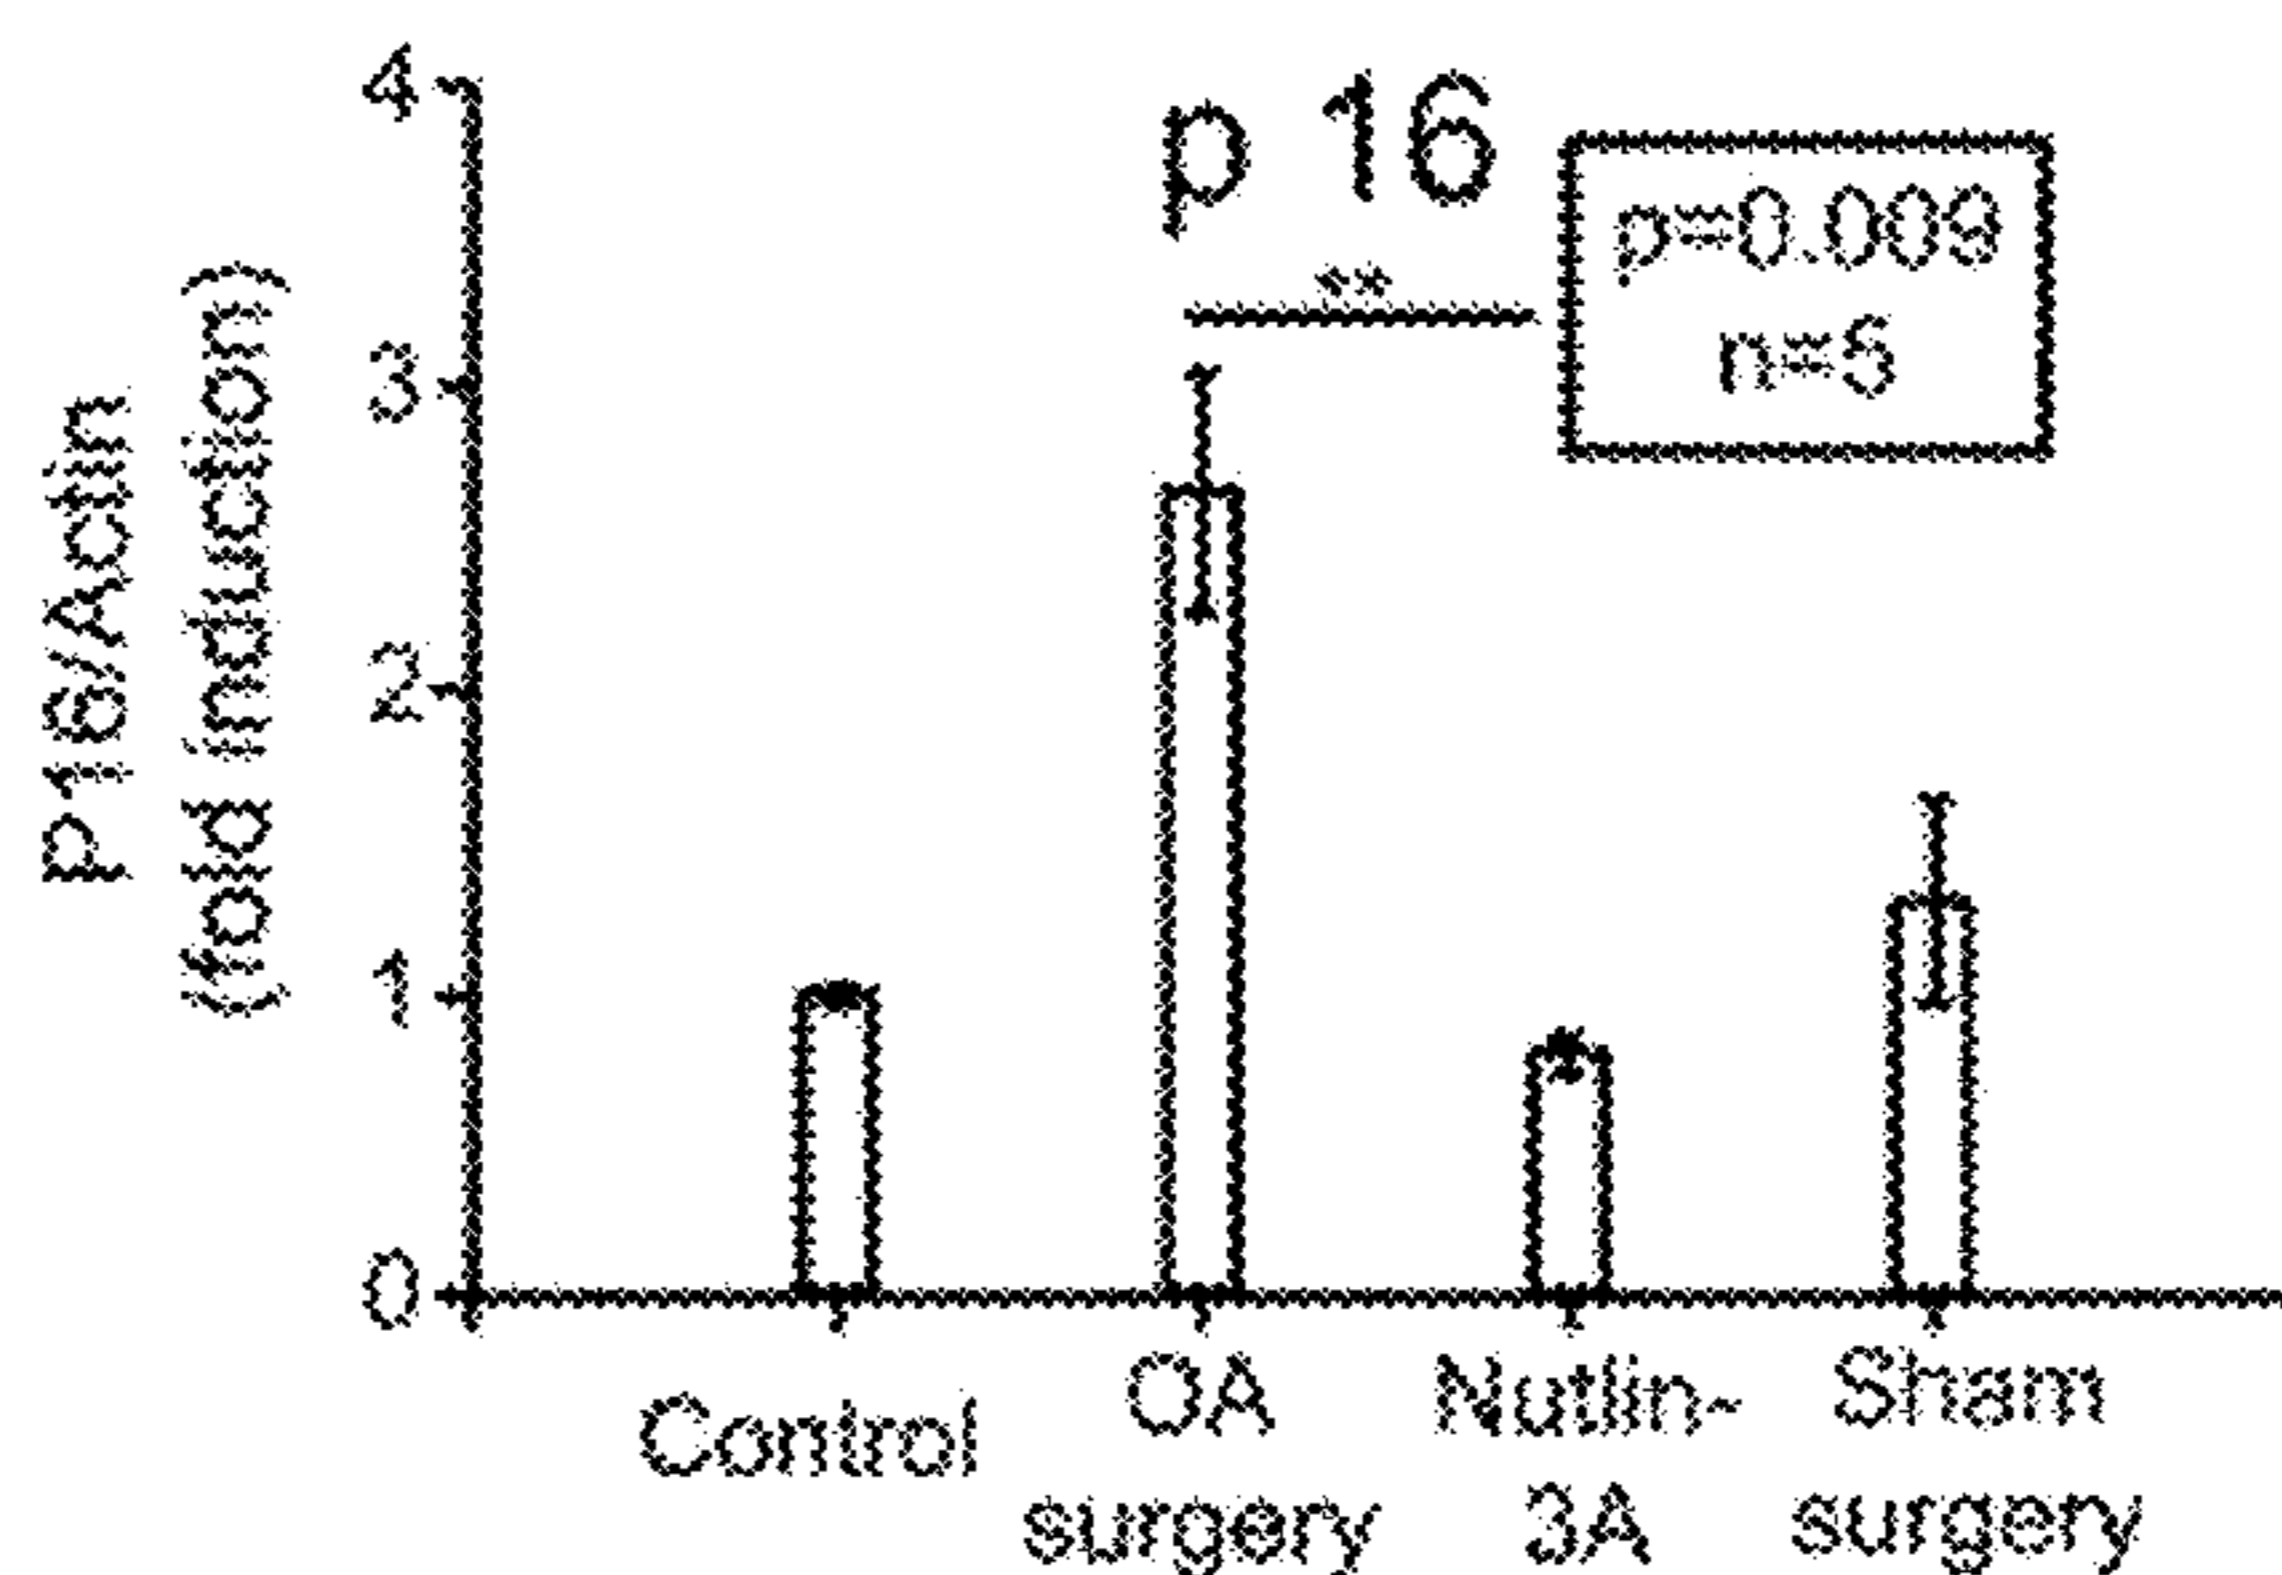 p16/Actin
(fold induction)
4
3
2
1
0
p 16
**
p=0.009
n=5
Control
OA
surgery
Nutlin-
3A
Sham
surgery